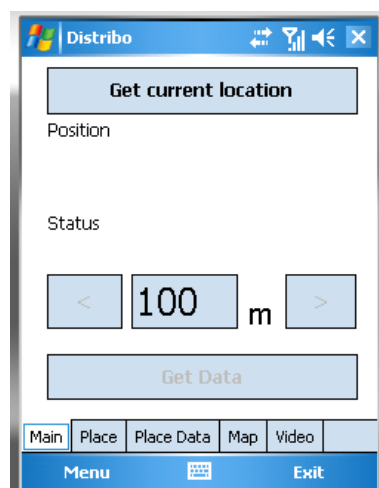 Distribo
Get current location
Position
Status
< 100 m >
Get Data
Main Place Place Data Map Video
Menu Exit